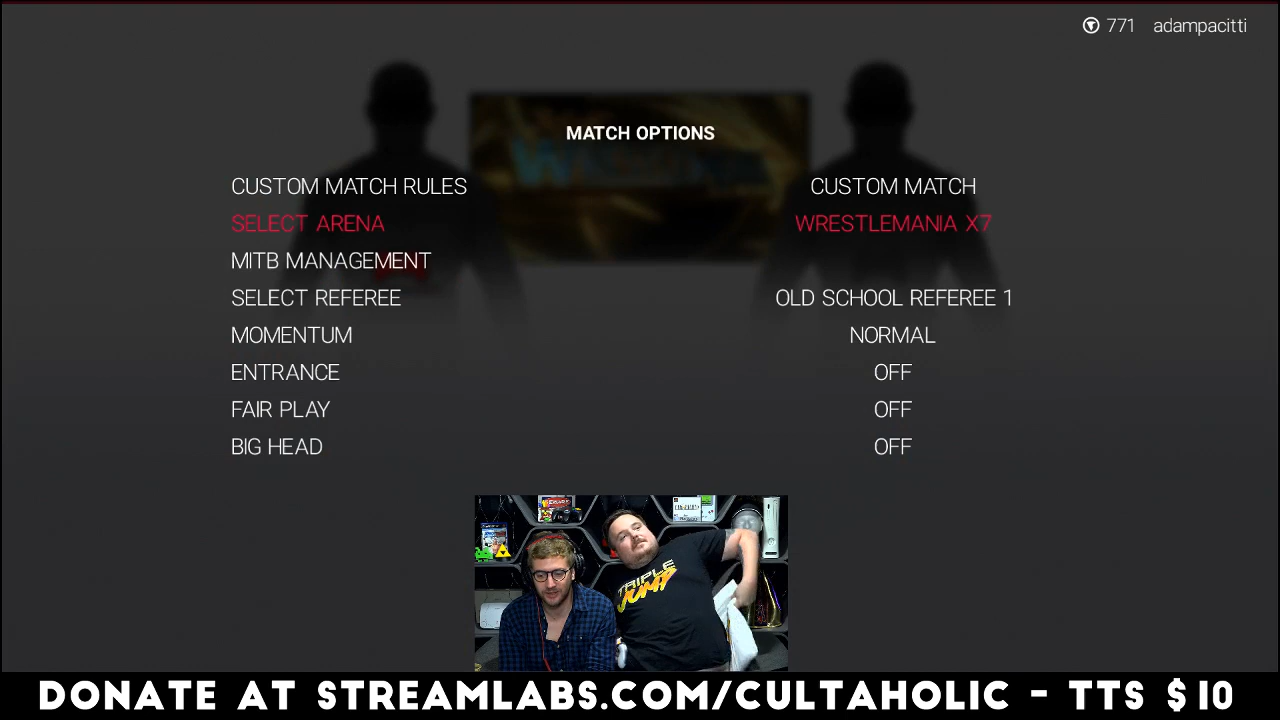 771 adampacitti
MATCH OPTIONS
CUSTOM MATCH RULES CUSTOM MATCH
SELECT ARENA WRESTLEMANIA X7
MITB MANAGEMENT
SELECT REFEREE OLD SCHOOL REFEREE 1
MOMENTUM NORMAL
ENTRANCE OFF
FAIR PLAY OFF
BIG HEAD OFF
TRIPLE
JUMP
DONATE AT STREAMLABS.COM/CULTAHOLIC - TTS $10